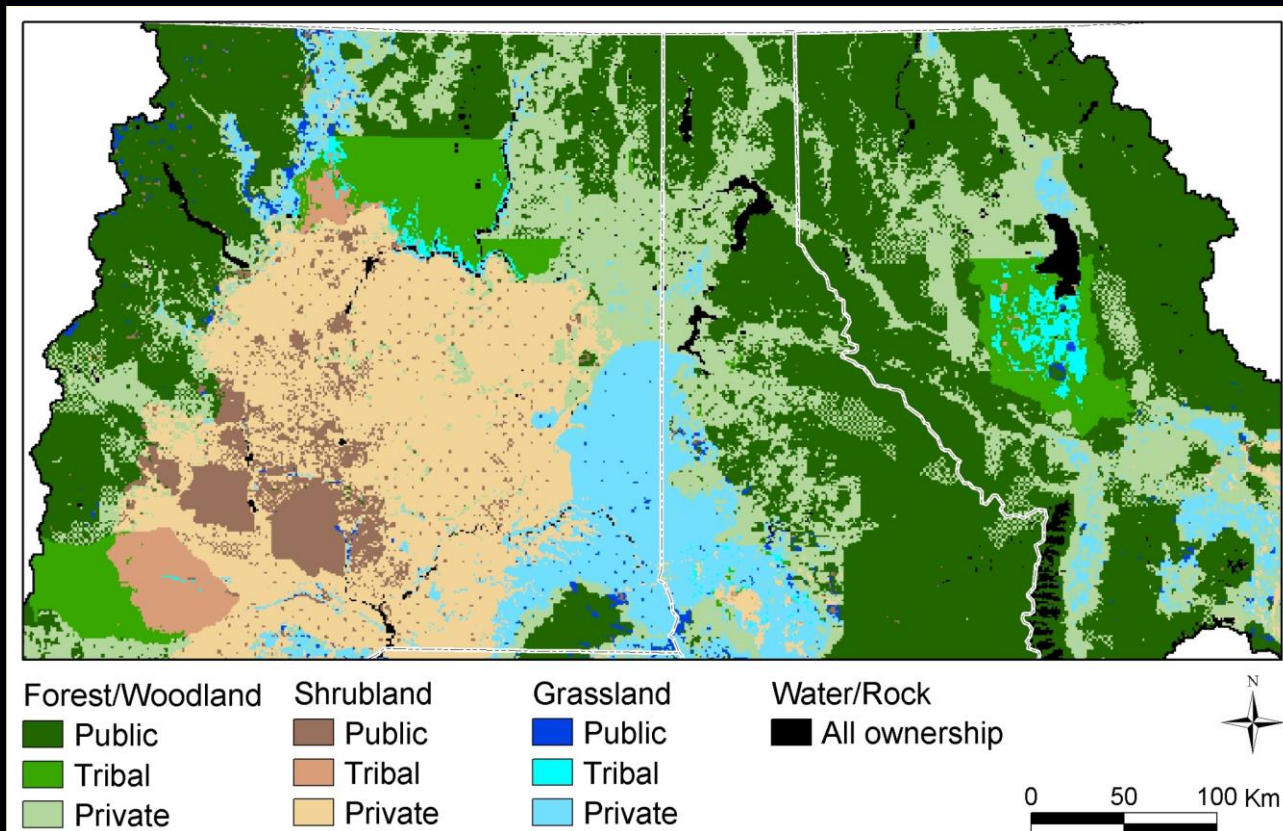 Forest/Woodland
Public
Tribal
Private
Shrubland
Public
Tribal
Private
Grassland
Public
Tribal
Private
Water/Rock
All ownership
N
0 50 100 Km